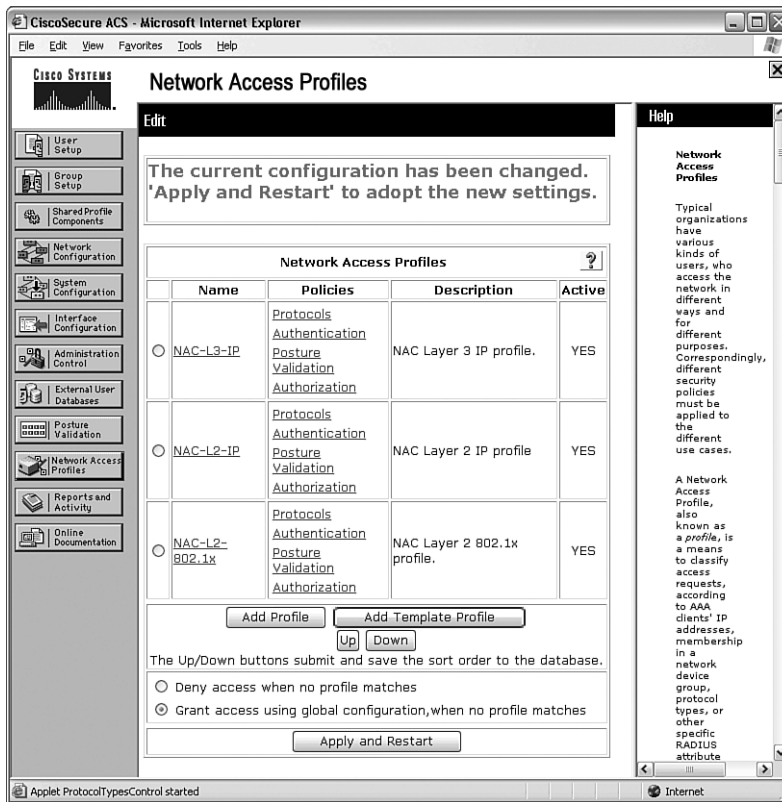 CiscoSecure ACS - Microsoft Internet Explorer
File Edit View Favorites Tools Help
CISCO SYSTEMS
Network Access Profiles
User
Setup
Group
Setup
Shared Profile
Components
Network
Configuration
System
Configuration
Interface
Configuration
Administration
Control
External User
Databases
Posture
Validation
Network Access
Profiles
Reports and
Activity
Online
Documentation
Edit
The current configuration has been changed.
'Apply and Restart' to adopt the new settings.
Network Access Profiles
?
Name Policies Description Active
NAC-L3-IP
Protocols
Authentication
Posture
Validation
Authorization
NAC Layer 3 IP profile.
YES
NAC-L2-IP
Protocols
Authentication
Posture
Validation
Authorization
NAC Layer 2 IP profile
YES
NAC-L2-
802.1x
Protocols
Authentication
Posture
Validation
Authorization
NAC Layer 2 802.1x
profile.
YES
Add Profile Add Template Profile
Up Down
The Up/Down buttons submit and save the sort order to the database.
Deny access when no profile matches
Grant access using global configuration,when no profile matches
Apply and Restart
Help
Network
Access
Profiles
Typical
organizations
have
various
kinds of
users, who
access the
network in
different
ways and
for
different
purposes.
Correspondingly,
different
security
policies
must be
applied to
the
different
use cases.
A Network
Access
Profile,
also
known as
a profile, is
a means
to classify
access
requests,
according
to AAA
clients' IP
addresses,
membership
in a
network
device
group,
protocol
types, or
other
specific
RADIUS
attribute
Applet ProtocolTypesControl started
Internet